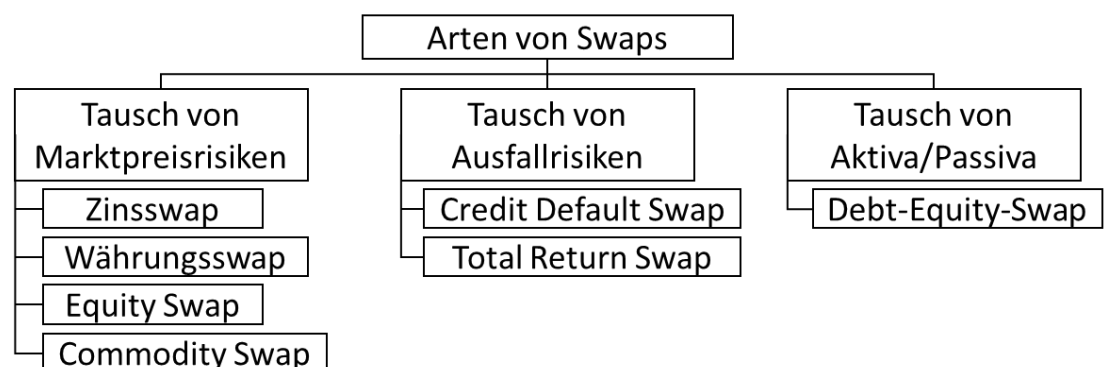 Arten von Swaps
Tausch von
Marktpreisrisiken
Zinsswap
Währungsswap
Equity Swap
Commodity Swap
Tausch von
Ausfallrisiken
Credit Default Swap
Total Return Swap
Tausch von
Aktiva/Passiva
Debt-Equity-Swap